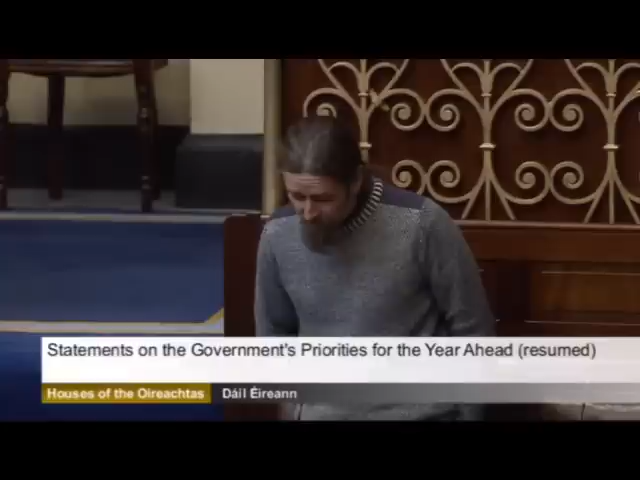 Statements on the Government's Priorities for the Year Ahead (resumed)
Houses of the Oireachtas Dáil Éireann